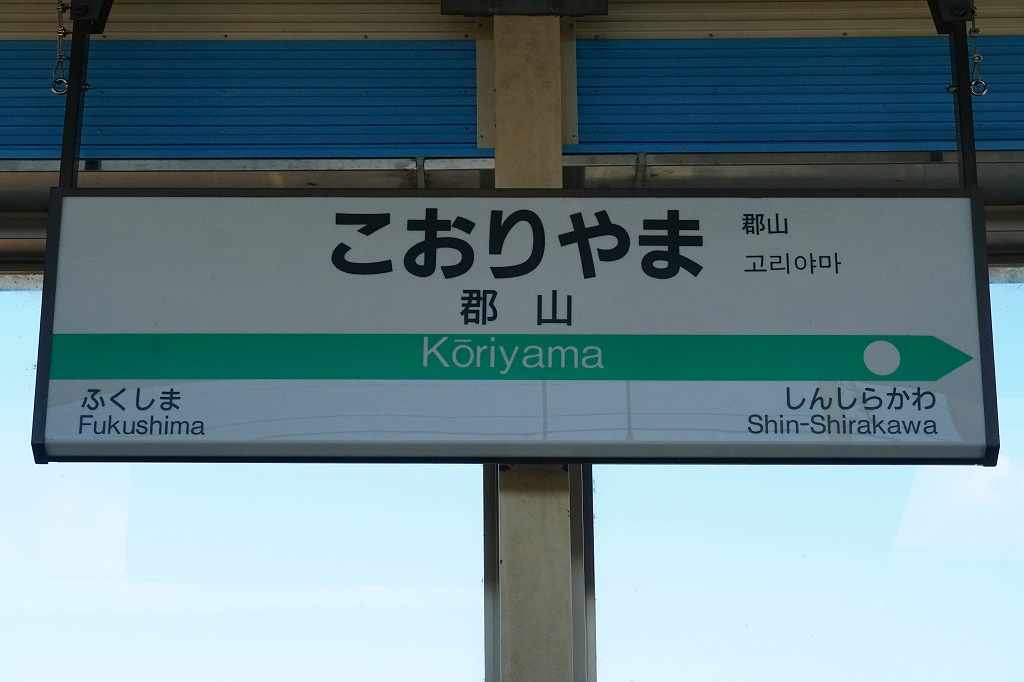 こおりやま
郡山
고리야마
郡 山
Kōriyama
ふくしま
Fukushima
しんしらかわ
Shin-Shirakawa